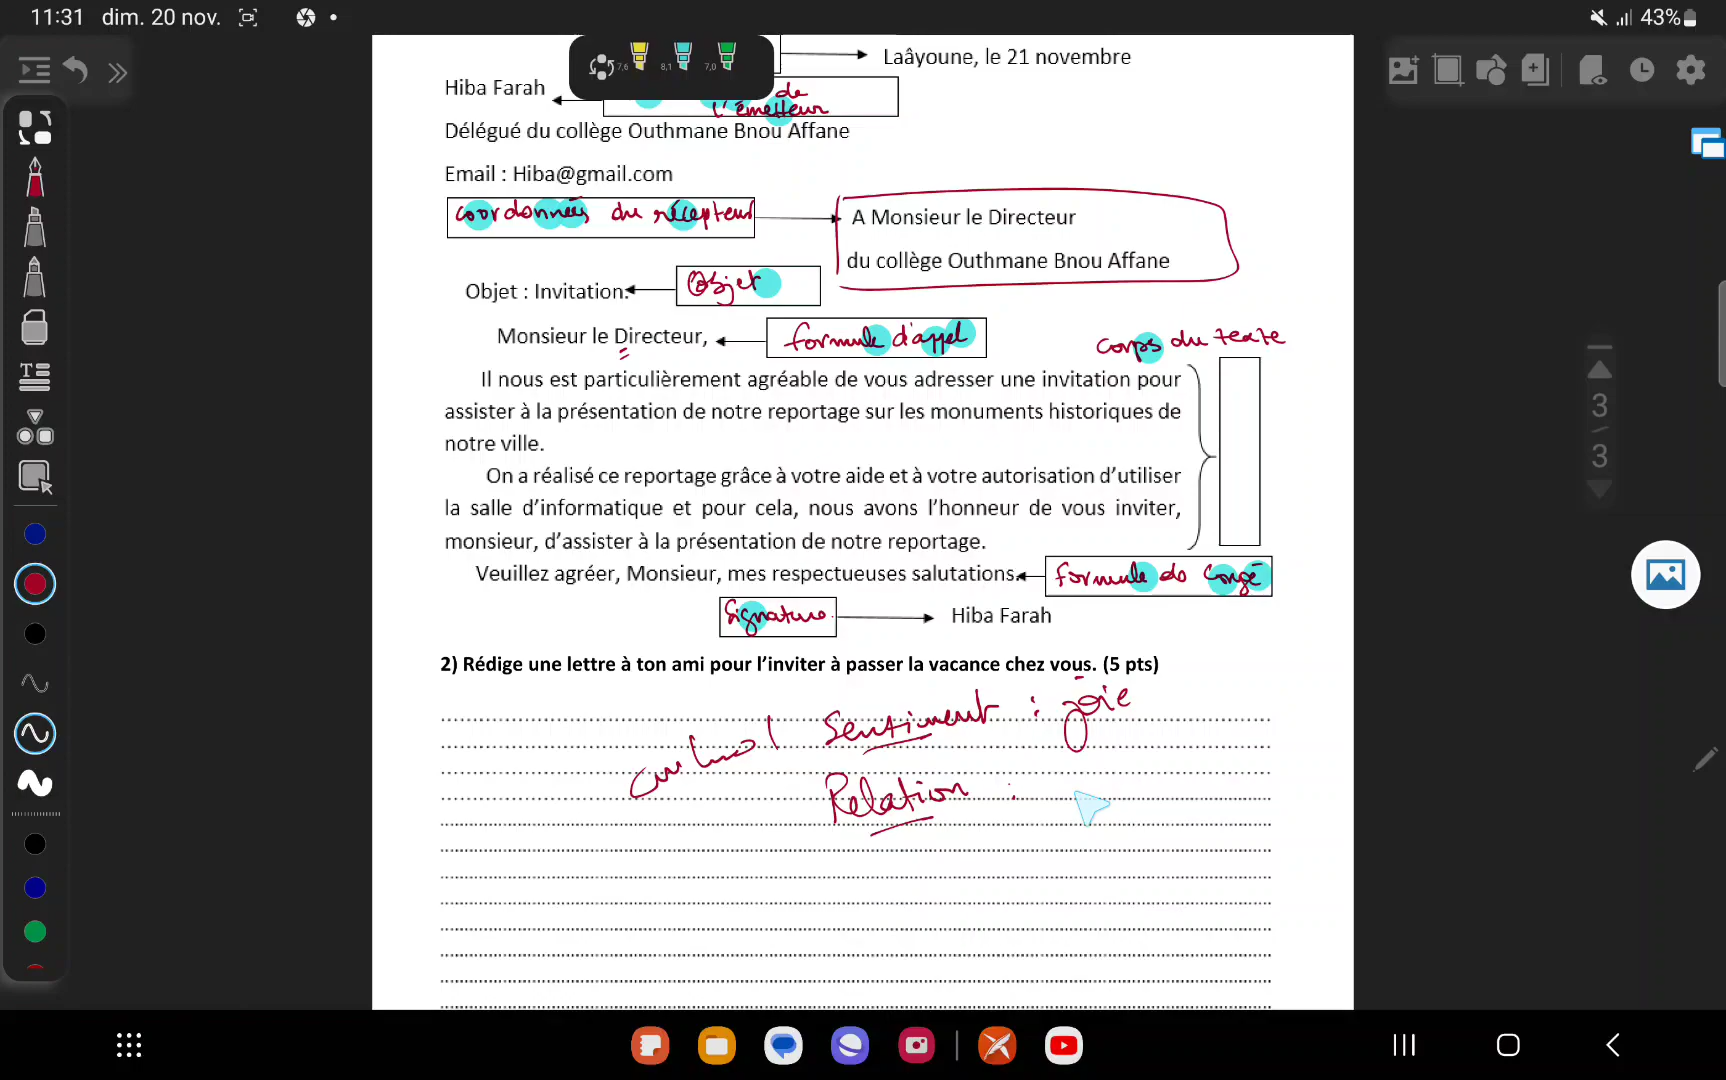 11:31 dim. 20 nov.
43%
7,6 8,1 7,0
Laâyoune, le 21 novembre
Hiba Farah
de
l'émetteur
Délégué du collège Outhmane Bnou Affane
Email : Hiba@gmail.com
coordonnées du récepteur
A Monsieur le Directeur
du collège Outhmane Bnou Affane
Objet : Invitation.
Objet
Monsieur le Directeur,
formule d'appel
corps du texte
Il nous est particulièrement agréable de vous adresser une invitation pour
assister à la présentation de notre reportage sur les monuments historiques de
notre ville.
On a réalisé ce reportage grâce à votre aide et à votre autorisation d'utiliser
la salle d'informatique et pour cela, nous avons l'honneur de vous inviter,
monsieur, d'assister à la présentation de notre reportage.
Veuillez agréer, Monsieur, mes respectueuses salutations.
formule de congé
Signature
Hiba Farah
2) Rédige une lettre à ton ami pour l'inviter à passer la vacance chez vous. (5 pts)
Sentiment : joie
Relation :
3
3